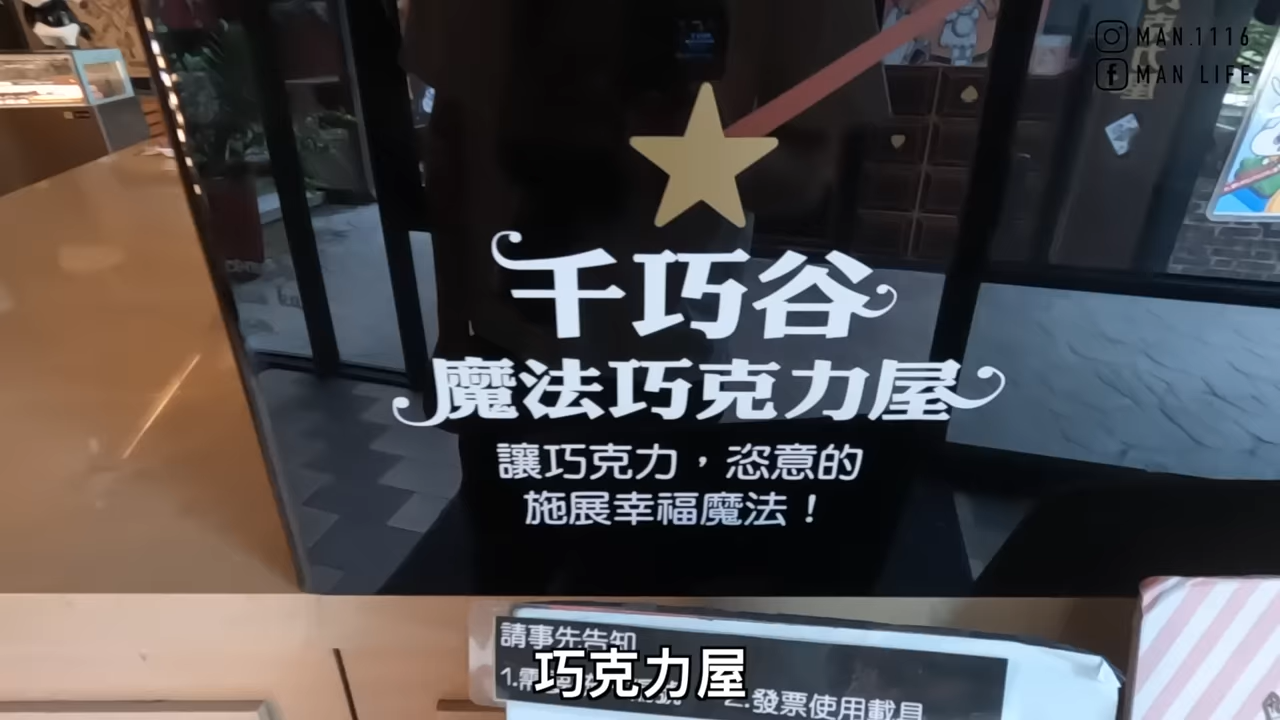 MAN.1116
MAN LIFE
千巧谷
魔法巧克力屋
讓巧克力，恣意的
施展幸福魔法！
請事先告知
1.需
2.發票使用載具
巧克力屋